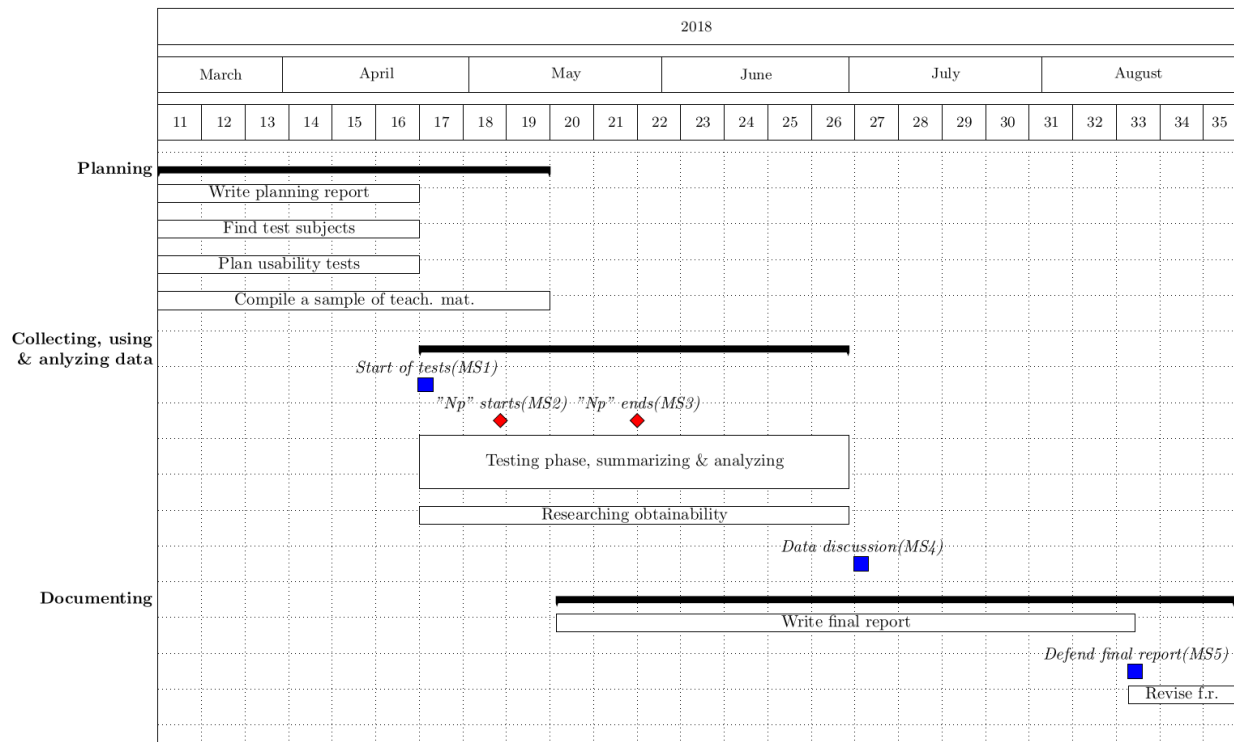 2018
March April May June July August
11 12 13 14 15 16 17 18 19 20 21 22 23 24 25 26 27 28 29 30 31 32 33 34 35
Planning
Write planning report
Find test subjects
Plan usability tests
Compile a sample of teach. mat.
Collecting, using
& anlyzing data
Start of tests(MS1)
"Np" starts(MS2) "Np" ends(MS3)
Testing phase, summarizing & analyzing
Researching obtainability
Data discussion(MS4)
Documenting
Write final report
Defend final report(MS5)
Revise f.r.